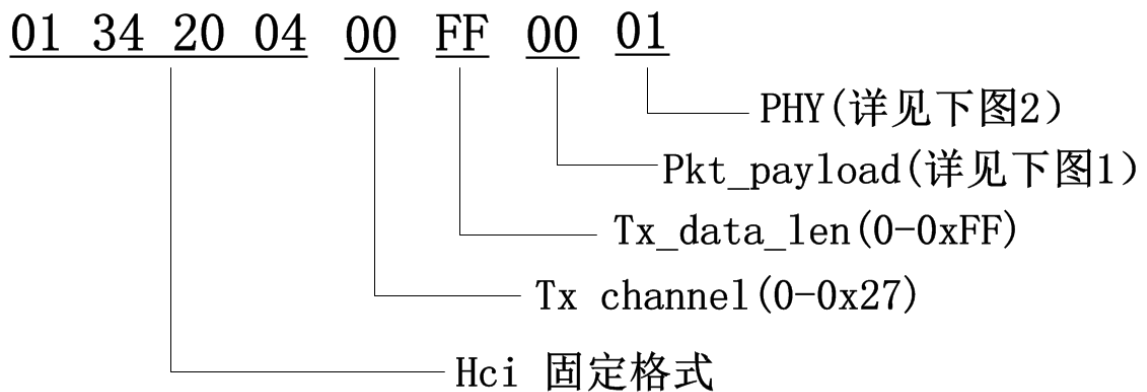 01 34 20 04 00 FF 00 01
PHY(详见下图2)
Pkt_payload(详见下图1)
Tx_data_len(0-0xFF)
Tx channel(0-0x27)
Hci 固定格式